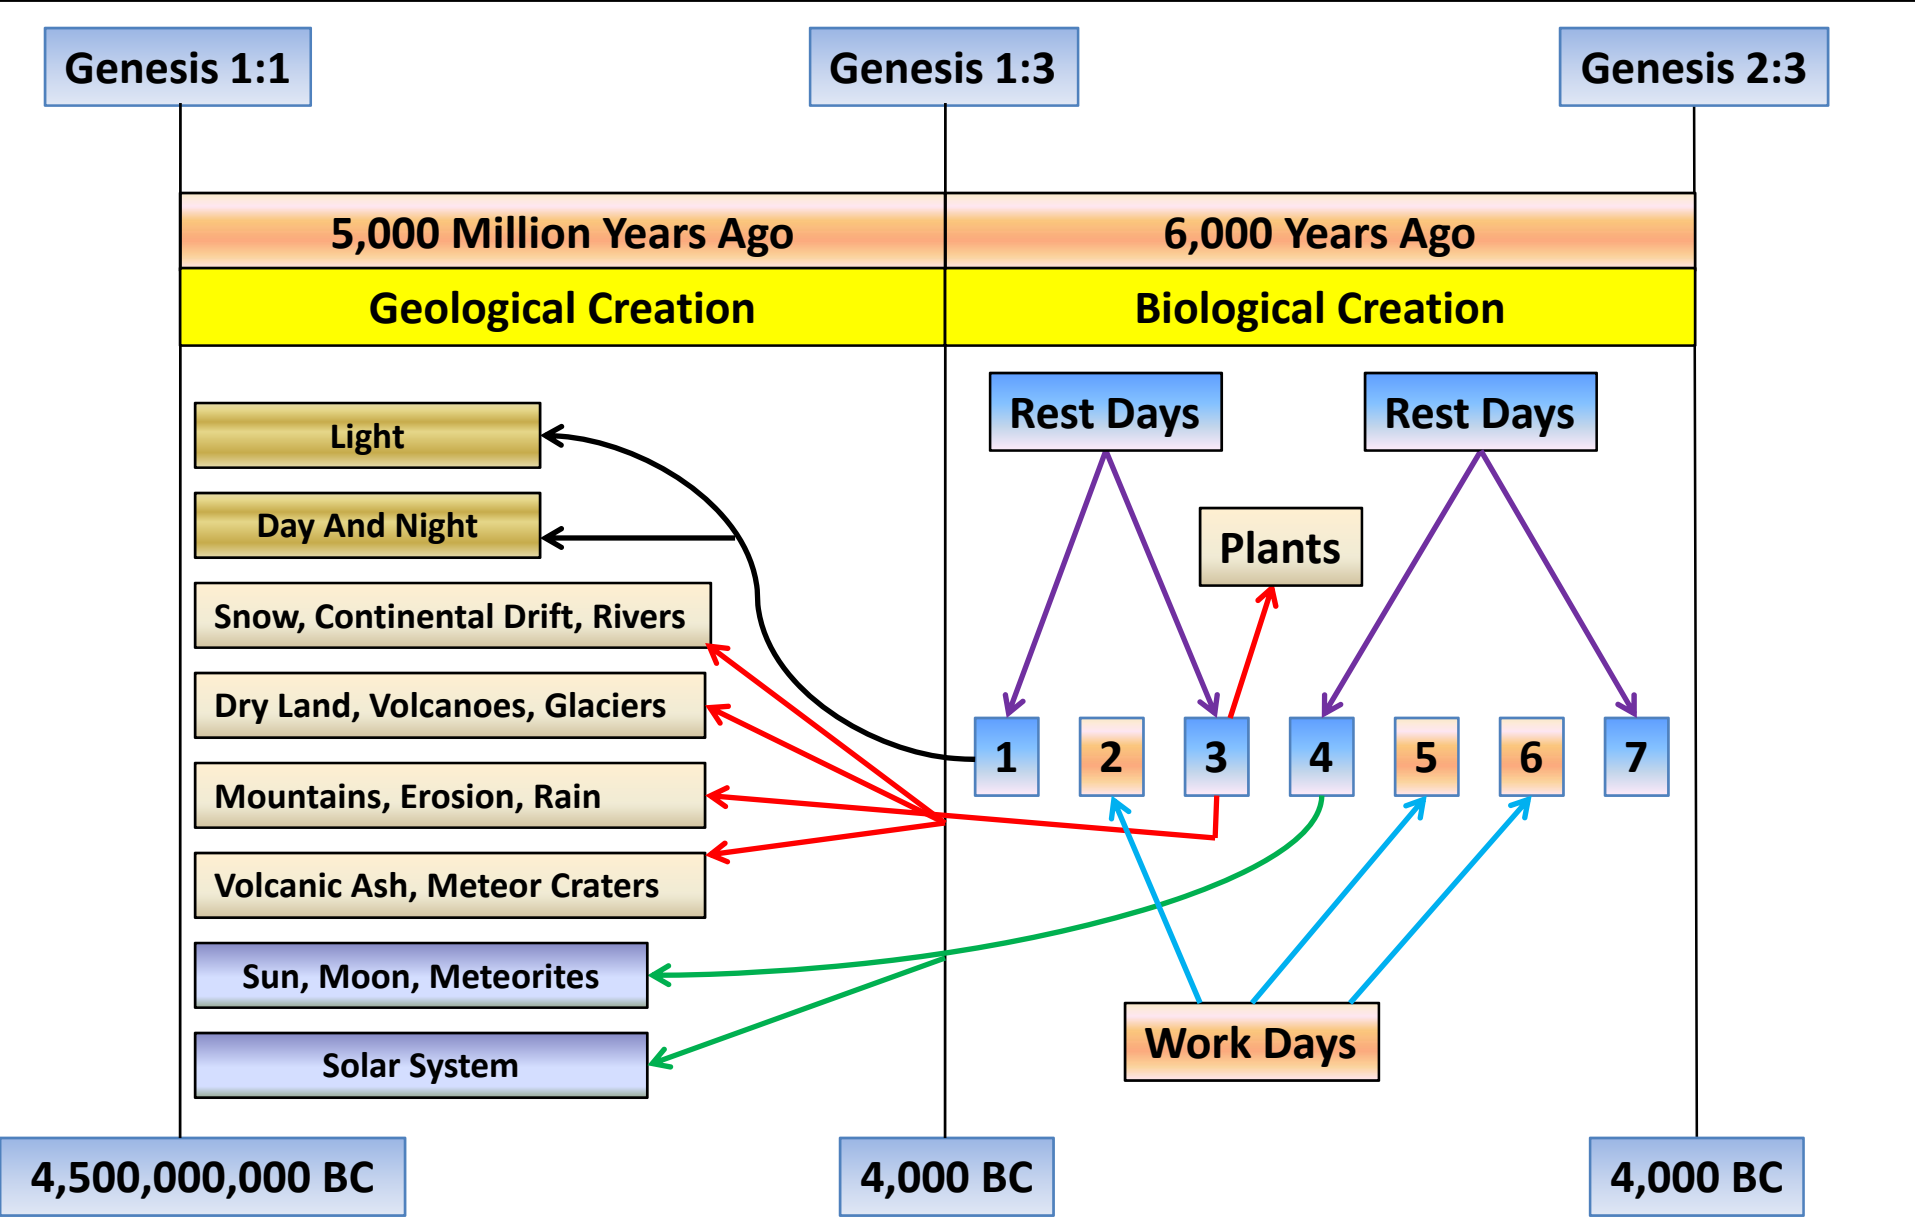 Genesis 1:1
Genesis 1:3
Genesis 2:3
5,000 Million Years Ago
6,000 Years Ago
Geological Creation
Biological Creation
Light
Day And Night
Snow, Continental Drift, Rivers
Dry Land, Volcanoes, Glaciers
Mountains, Erosion, Rain
Volcanic Ash, Meteor Craters
Sun, Moon, Meteorites
Solar System
Rest Days
Rest Days
Plants
1
2
3
4
5
6
7
Work Days
4,500,000,000 BC
4,000 BC
4,000 BC